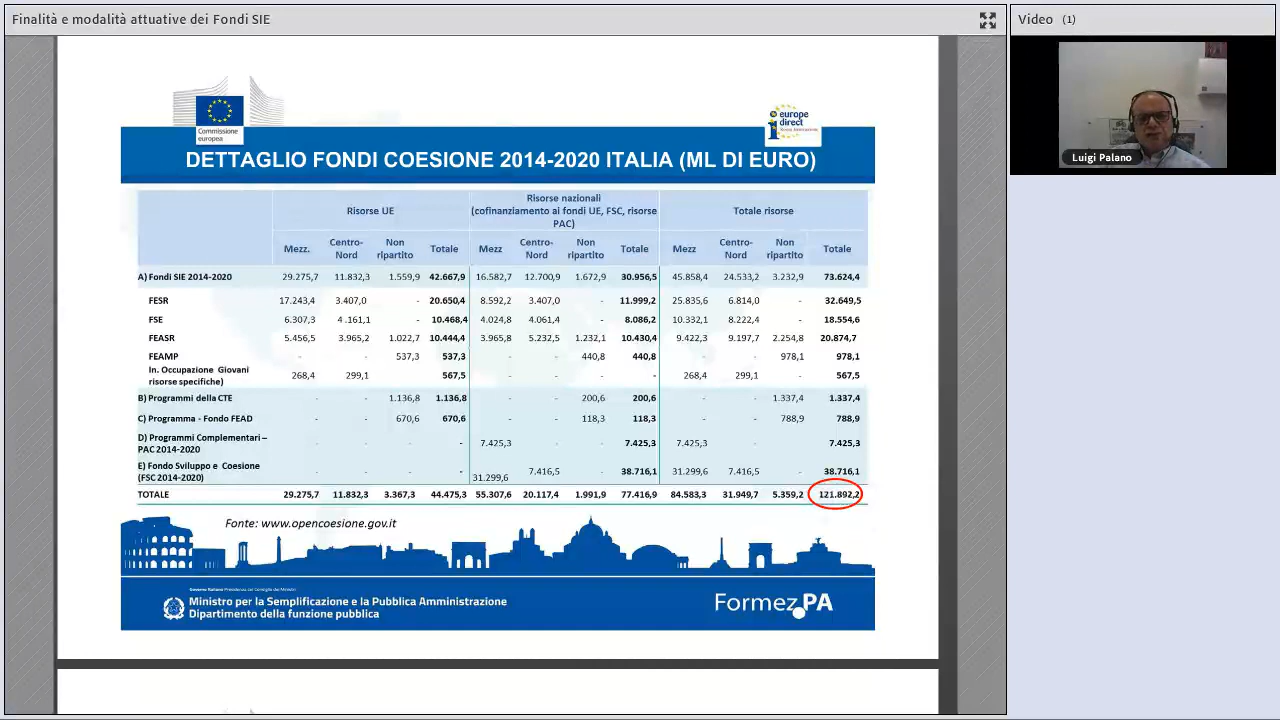 Finalità e modalità attuative dei Fondi SIE
Video (1)
Luigi Palano
Commissione
europea
europe
direct
DETTAGLIO FONDI COESIONE 2014-2020 ITALIA (ML DI EURO)
Risorse UE
Risorse nazionali
(cofinanziamento ai fondi UE, FSC, risorse
PAC)
Totale risorse
Mezz. Centro-Nord Non ripartito Totale Mezz Centro-Nord Non ripartito Totale Mezz Centro-Nord Non ripartito Totale
A) Fondi SIE 2014-2020 29.275,7 11.832,3 1.559,9 42.667,9 16.582,7 12.700,9 1.672,9 30.956,5 45.858,4 24.533,2 3.232,9 73.624,4
FESR 17.243,4 3.407,0 - 20.650,4 8.592,2 3.407,0 - 11.999,2 25.835,6 6.814,0 - 32.649,5
FSE 6.307,3 4.161,1 - 10.468,4 4.024,8 4.061,4 - 8.086,2 10.332,1 8.222,4 - 18.554,6
FEASR 5.456,5 3.965,2 1.022,7 10.444,4 3.965,8 5.232,5 1.232,1 10.430,4 9.422,3 9.197,7 2.254,8 20.874,7
FEAMP - - 537,3 537,3 - - 440,8 440,8 - - 978,1 978,1
In. Occupazione Giovani
risorse specifiche) 268,4 299,1 567,5 - - - - 268,4 299,1 - 567,5
B) Programmi della CTE - - 1.136,8 1.136,8 - - 200,6 200,6 - - 1.337,4 1.337,4
C) Programma - Fondo FEAD - - 670,6 670,6 - - 118,3 118,3 - - 788,9 788,9
D) Programmi Complementari –
PAC 2014-2020 - - - - 7.425,3 - - 7.425,3 7.425,3 - 7.425,3
E) Fondo Sviluppo e Coesione
(FSC 2014-2020) - - - - 31.299,6 7.416,5 - 38.716,1 31.299,6 7.416,5 - 38.716,1
TOTALE 29.275,7 11.832,3 3.367,3 44.475,3 55.307,6 20.117,4 1.991,9 77.416,9 84.583,3 31.949,7 5.359,2 121.892,2
Fonte: www.opencoesione.gov.it
Ministro per la Semplificazione e la Pubblica Amministrazione
Dipartimento della funzione pubblica
Formez PA